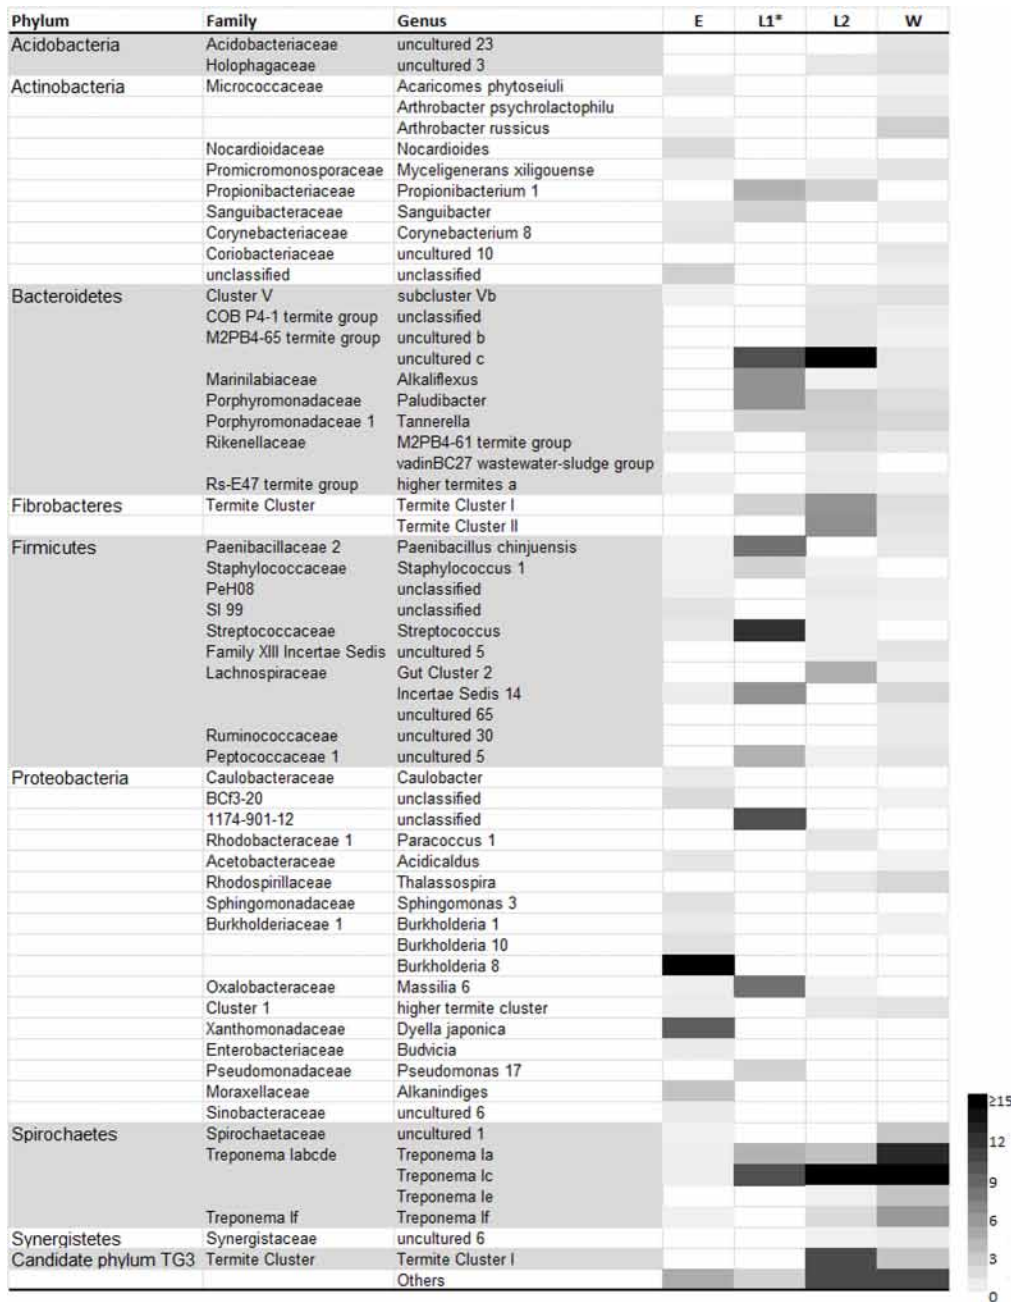 Phylum Family Genus E L1* L2 W
Acidobacteria Acidobacteriaceae uncultured 23
Holophagaceae uncultured 3
Actinobacteria Micrococcaceae Acaricomes phytoseiuli
Arthrobacter psychrolactophilu
Arthrobacter russicus
Nocardioidaceae Nocardioides
Promicromonosporaceae Myceligenerans xiligouense
Propionibacteriaceae Propionibacterium 1
Sanguibacteraceae Sanguibacter
Corynebacteriaceae Corynebacterium 8
Coriobacteriaceae uncultured 10
unclassified unclassified
Bacteroidetes Cluster V subcluster Vb
COB P4-1 termite group unclassified
M2PB4-65 termite group uncultured b
uncultured c
Marinilabiaceae Alkaliflexus
Porphyromonadaceae Paludibacter
Porphyromonadaceae 1 Tannerella
Rikenellaceae M2PB4-61 termite group
vadinBC27 wastewater-sludge group
Rs-E47 termite group higher termites a
Fibrobacteres Termite Cluster Termite Cluster I
Termite Cluster II
Firmicutes Paenibacillaceae 2 Paenibacillus chinjuensis
Staphylococcaceae Staphylococcus 1
PeH08 unclassified
SI 99 unclassified
Streptococcaceae Streptococcus
Family XIII Incertae Sedis uncultured 5
Lachnospiraceae Gut Cluster 2
Incertae Sedis 14
uncultured 65
Ruminococcaceae uncultured 30
Peptococcaceae 1 uncultured 5
Proteobacteria Caulobacteraceae Caulobacter
BCf3-20 unclassified
1174-901-12 unclassified
Rhodobacteraceae 1 Paracoccus 1
Acetobacteraceae Acidicaldus
Rhodospirillaceae Thalassospira
Sphingomonadaceae Sphingomonas 3
Burkholderiaceae 1 Burkholderia 1
Burkholderia 10
Burkholderia 8
Oxalobacteraceae Massilia 6
Cluster 1 higher termite cluster
Xanthomonadaceae Dyella japonica
Enterobacteriaceae Budvicia
Pseudomonadaceae Pseudomonas 17
Moraxellaceae Alkanindiges
Sinobacteraceae uncultured 6
Spirochaetes Spirochaetaceae uncultured 1
Treponema Iabcde Treponema Ia
Treponema Ic
Treponema Ie
Treponema If Treponema If
Synergistetes Synergistaceae uncultured 6
Candidate phylum TG3 Termite Cluster Termite Cluster I
Others
≥15
12
9
6
3
0